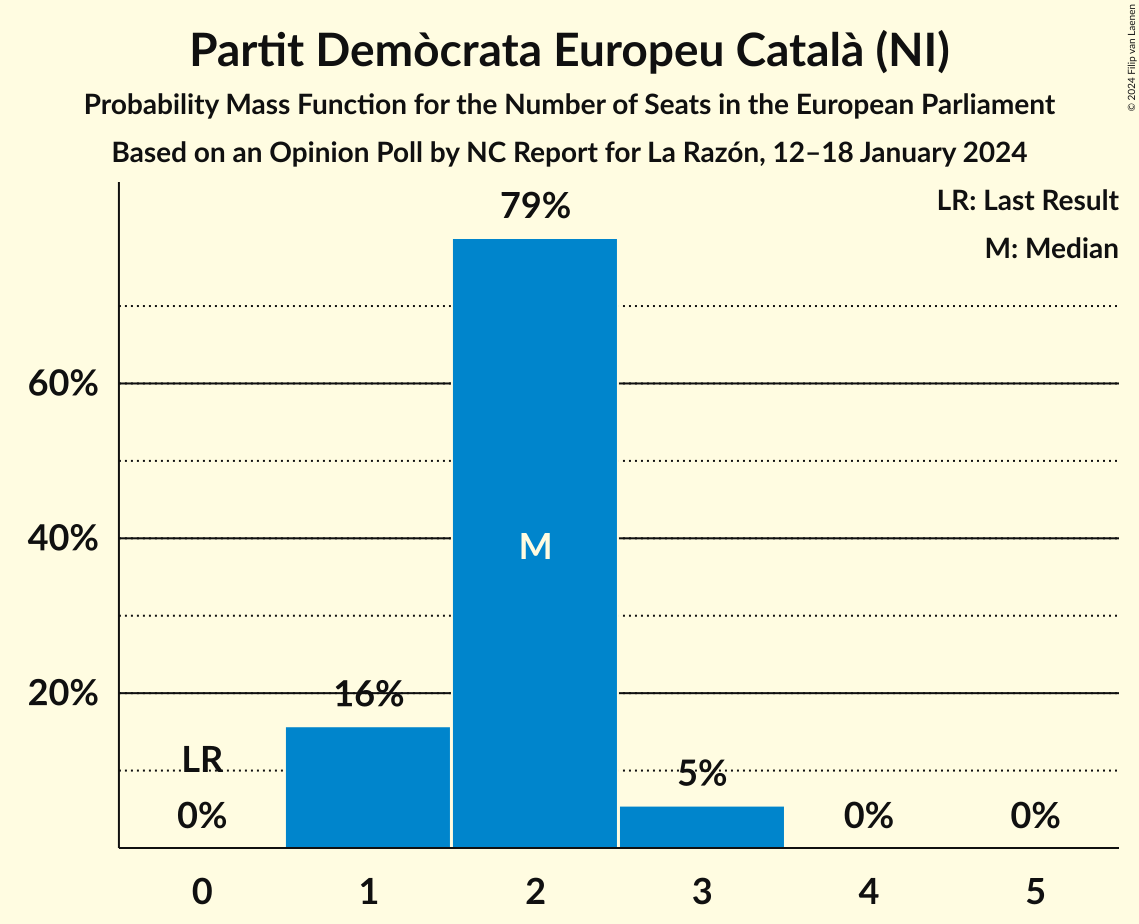 Partit Demòcrata Europeu Català (NI)
Probability Mass Function for the Number of Seats in the European Parliament
Based on an Opinion Poll by NC Report for La Razón, 12–18 January 2024
© 2024 Filip van Laenen
LR: Last Result
M: Median
79%
60%
40%
M
20%
16%
LR
5%
0%
0%
0%
0 1 2 3 4 5